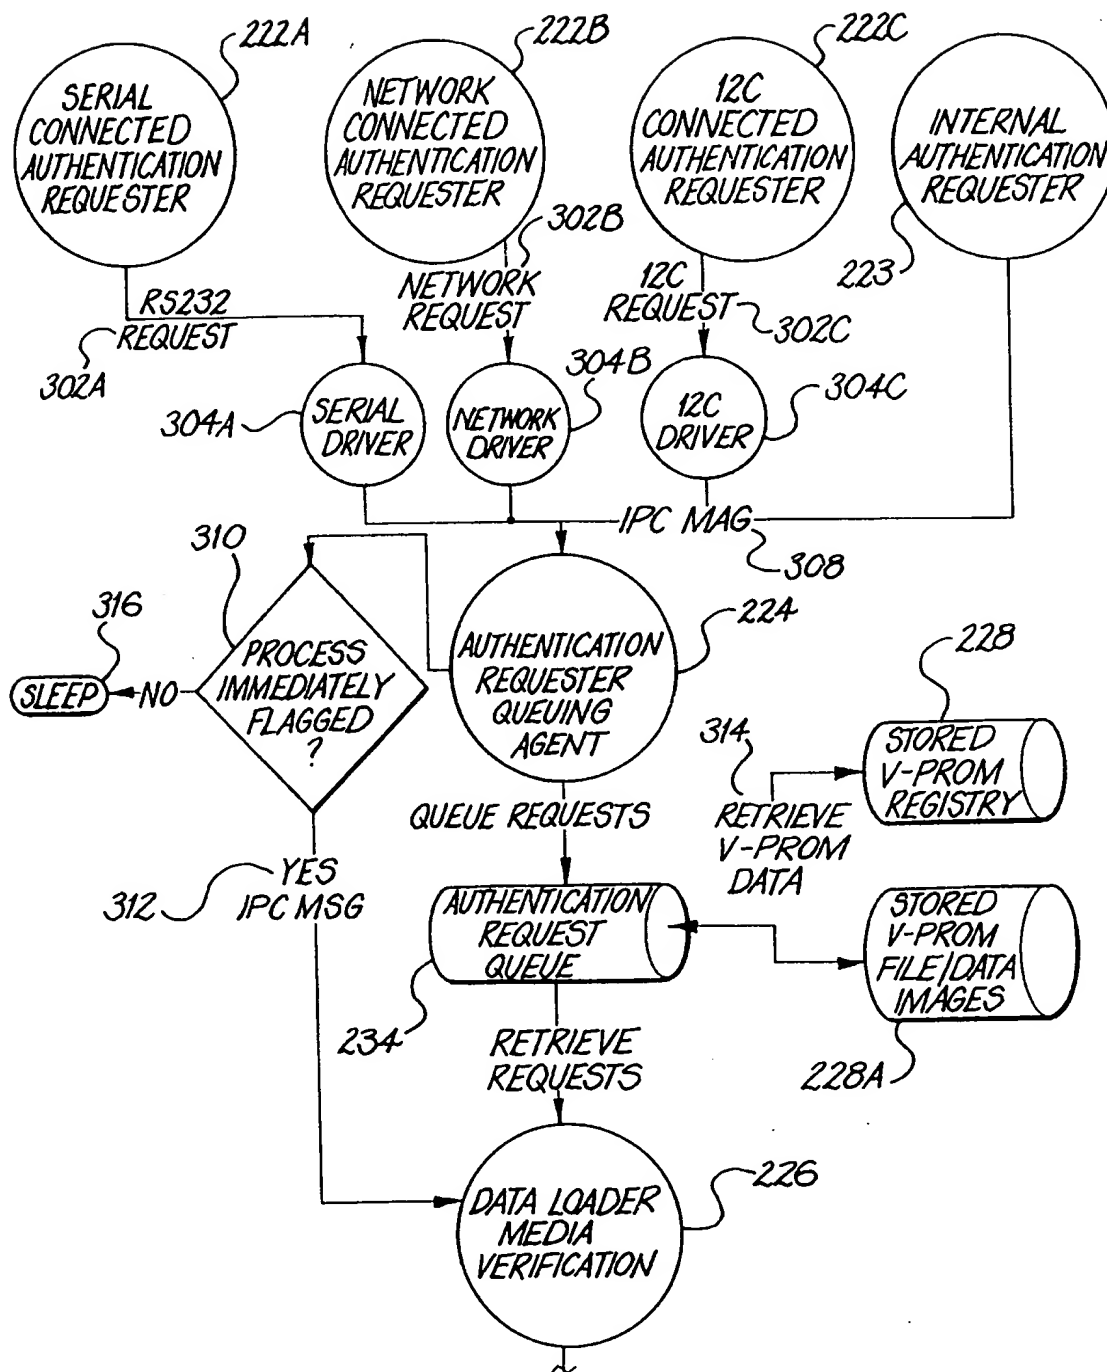 222A
222B
222C
SERIAL
CONNECTED
AUTHENTICATION
REQUESTER
NETWORK
CONNECTED
AUTHENTICATION
REQUESTER
12C
CONNECTED
AUTHENTICATION
REQUESTER
INTERNAL
AUTHENTICATION
REQUESTER
223
RS232
REQUEST
302A
302B
NETWORK
REQUEST
12C
REQUEST
302C
304A
SERIAL
DRIVER
304B
NETWORK
DRIVER
304C
12C
DRIVER
IPC MAG
308
310
316
SLEEP
NO
PROCESS
IMMEDIATELY
FLAGGED
?
224
AUTHENTICATION
REQUESTER
QUEUING
AGENT
228
STORED
V-PROM
REGISTRY
314
RETRIEVE
V-PROM
DATA
QUEUE REQUESTS
312
YES
IPC MSG
AUTHENTICATION
REQUEST
QUEUE
234
STORED
V-PROM
FILE/DATA
IMAGES
228A
RETRIEVE
REQUESTS
226
DATA LOADER
MEDIA
VERIFICATION